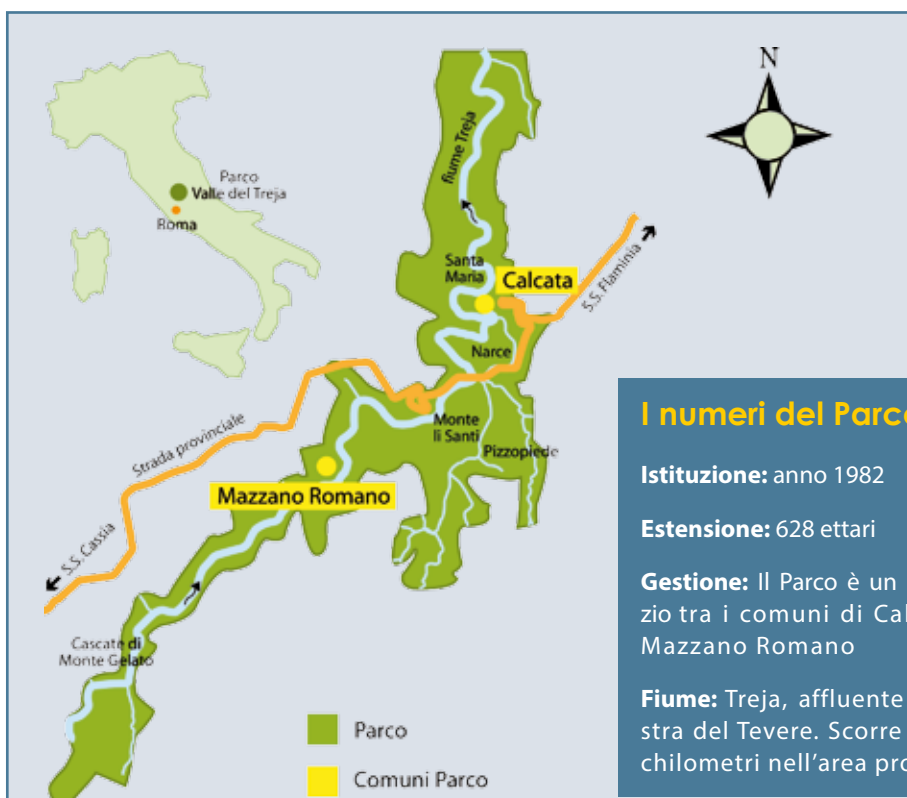 N
Parco
Valle del Treja
Roma
fiume Treja
Santa
Maria
Calcata
S.S. Flaminia
Narce
Monte
li Santi
Pizzopiede
Strada provinciale
Mazzano Romano
S.S. Cassia
Cascate di
Monte Gelato
Parco
Comuni Parco
I numeri del Parco
Istituzione: anno 1982
Estensione: 628 ettari
Gestione: Il Parco è un
zio tra i comuni di Cal
Mazzano Romano
Fiume: Treja, affluente
stra del Tevere. Scorre
chilometri nell'area pro